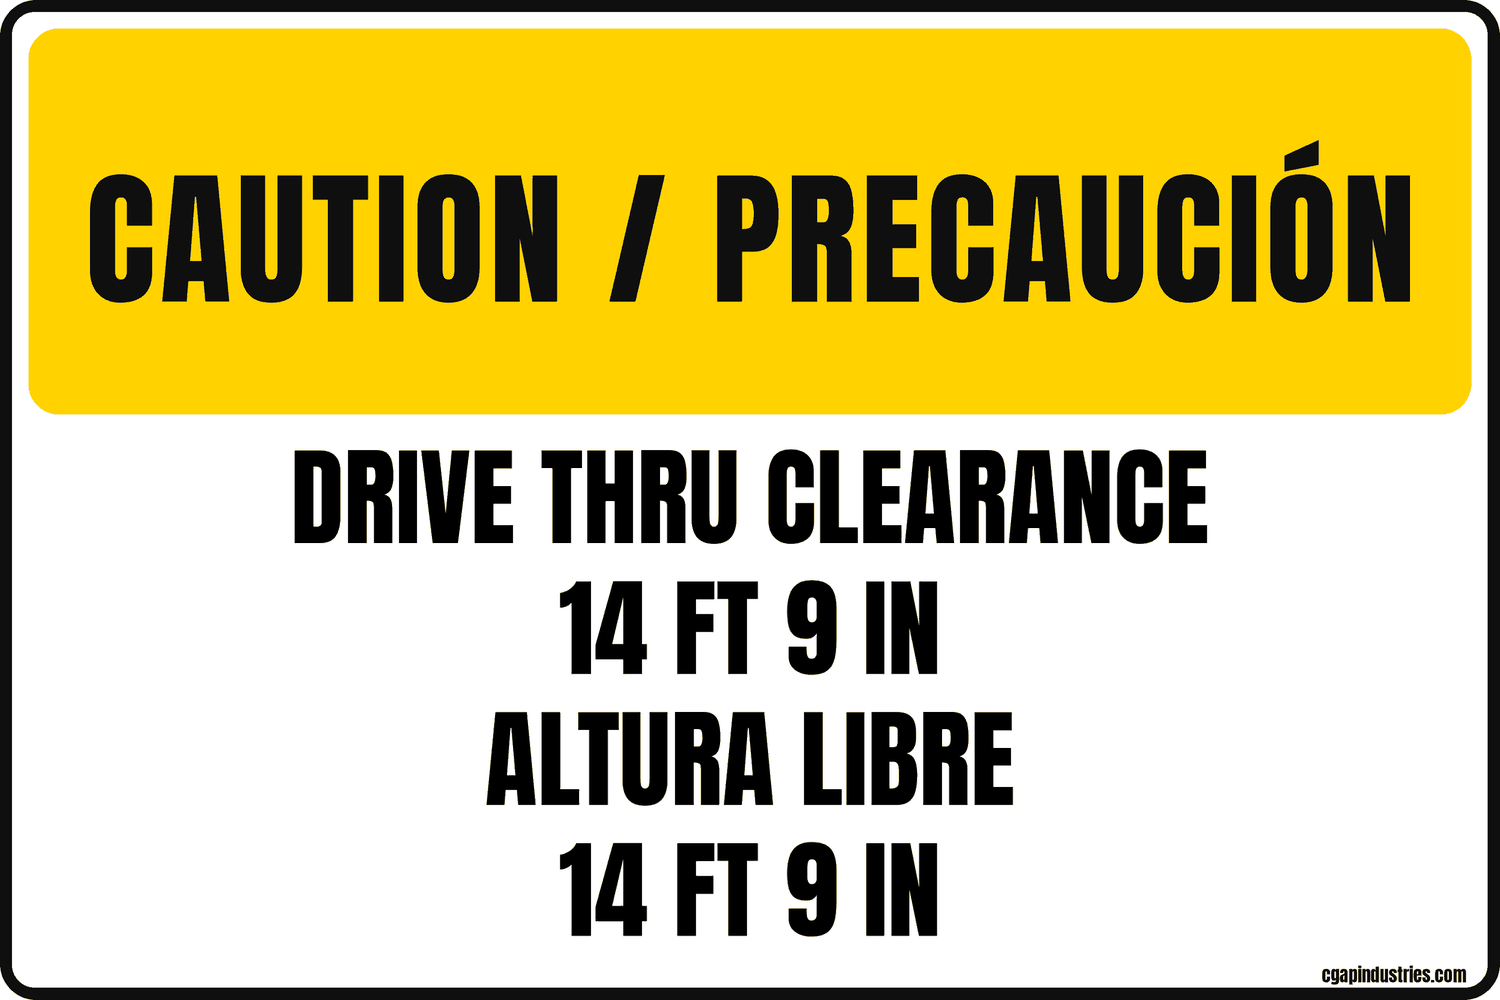 CAUTION / PRECAUCIÓN
DRIVE THRU CLEARANCE
14 FT 9 IN
ALTURA LIBRE
14 FT 9 IN
cgapindustries.com